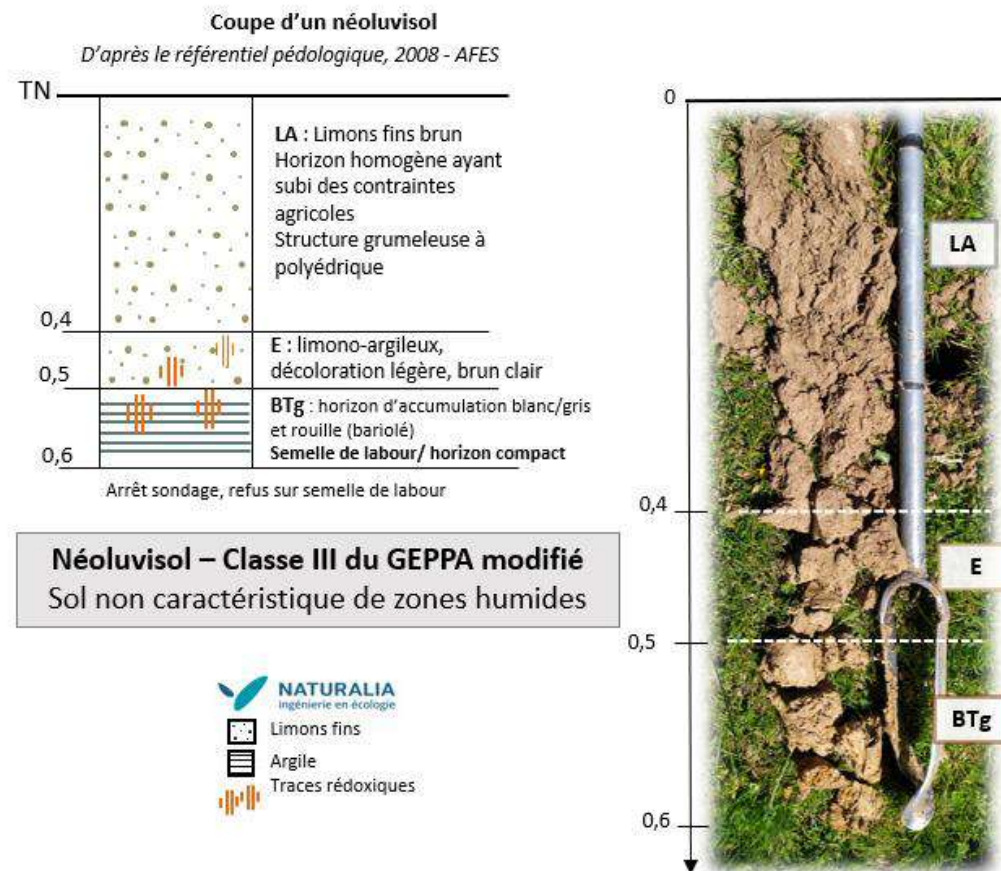 Coupe d'un néoluvisol
D'après le référentiel pédologique, 2008 - AFES
TN
LA : Limons fins brun
Horizon homogène ayant
subi des contraintes
agricoles
Structure grumeleuse à
polyédrique
0,4
E : limono-argileux,
décoloration légère, brun clair
0,5
BTg : horizon d'accumulation blanc/gris
et rouille (bariolé)
Semelle de labour/ horizon compact
0,6
Arrêt sondage, refus sur semelle de labour
Néoluvisol – Classe III du GEPPA modifié
Sol non caractéristique de zones humides
NATURALIA
ingénierie en écologie
Limons fins
Argile
Traces rédoxiques
0
LA
0,4
E
0,5
BTg
0,6